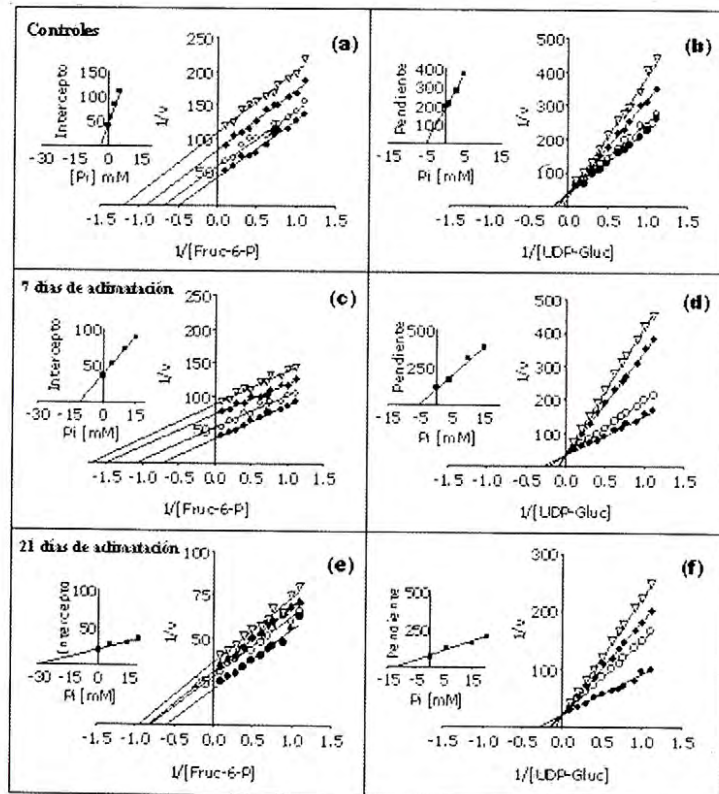 Controles
(a)
Intercepto
150
100
50
-30 -15 0 15
[Pi] mM
1/v
250
200
150
100
50
-1.5 -1.0 -0.5 0.0 0.5 1.0 1.5
1/[Fruc-6-P]
(b)
Pendiente
400
300
200
100
0
-15 -5 5 15
Pi [mM]
1/v
500
400
300
200
100
-1.5 -1.0 -0.5 0.0 0.5 1.0 1.5
1/[UDP-Gluc]
7 días de aclimatación
(c)
Intercepto
100
50
-30 -15 0 15
Pi [mM]
1/v
250
200
150
100
50
-1.5 -1.0 -0.5 0.0 0.5 1.0 1.5
1/[Fruc-6-P]
(d)
Pendiente
500
250
-15 -5 5 15
Pi [mM]
1/v
500
400
300
200
100
-1.5 -1.0 -0.5 0.0 0.5 1.0 1.5
1/[UDP-Gluc]
21 días de aclimatación
(e)
Intercepto
100
50
0
-30 -15 0 15
Pi [mM]
1/v
100
75
50
25
-1.5 -1.0 -0.5 0.0 0.5 1.0 1.5
1/[Fruc-6-P]
(f)
Pendiente
500
250
0
-15 -5 5 15
Pi [mM]
1/v
300
200
100
-1.5 -1.0 -0.5 0.0 0.5 1.0 1.5
1/[UDP-Gluc]